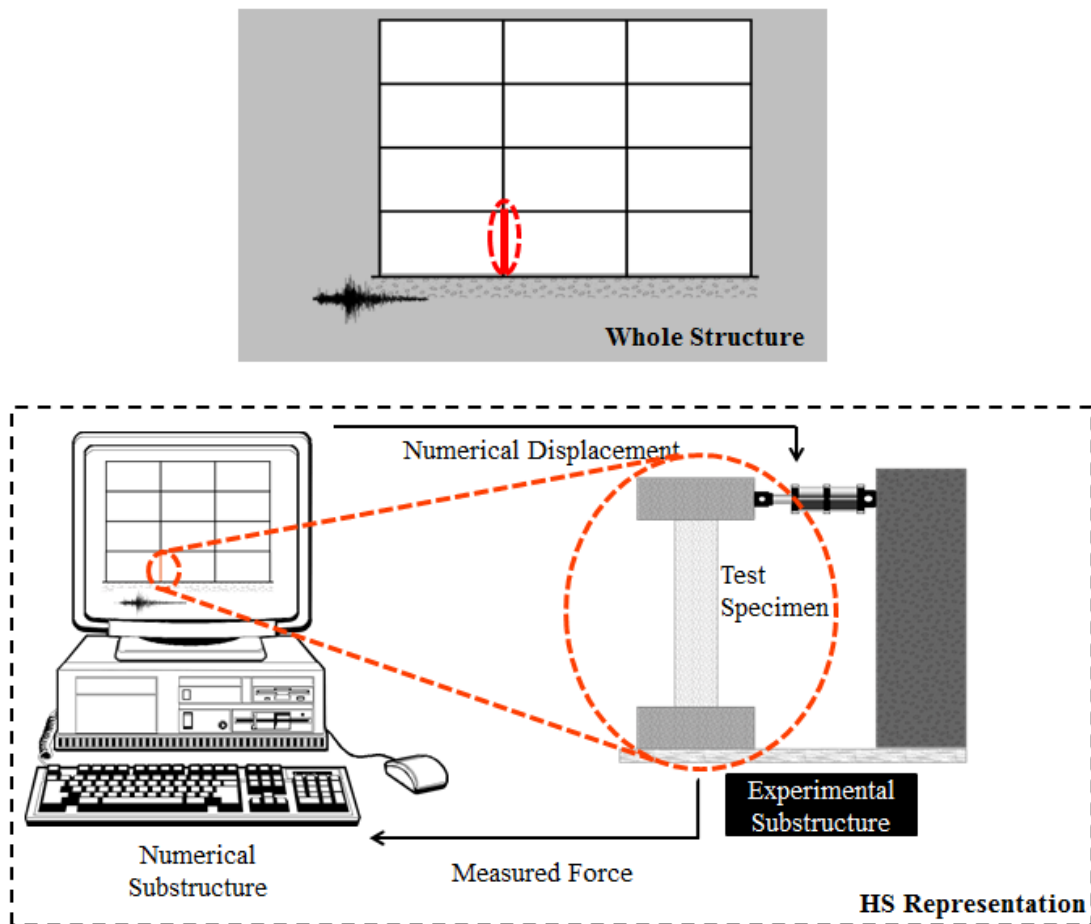 Whole Structure
Numerical Displacement
Test
Specimen
Experimental
Substructure
Numerical
Substructure
Measured Force
HS Representation